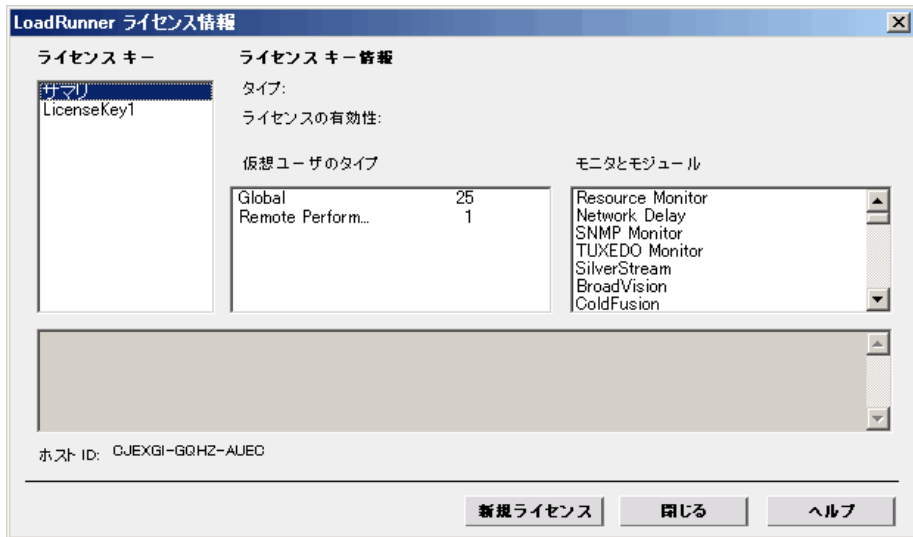 LoadRunner ライセンス情報
ライセンス キー
ライセンス キー情報
サマリ
LicenseKey1
タイプ:
ライセンスの有効性:
仮想ユーザのタイプ
モニタとモジュール
Global 25
Remote Perform... 1
Resource Monitor
Network Delay
SNMP Monitor
TUXEDO Monitor
SilverStream
BroadVision
ColdFusion
ホスト ID: CJEXGI-GQHZ-AUEC
新規ライセンス
閉じる
ヘルプ